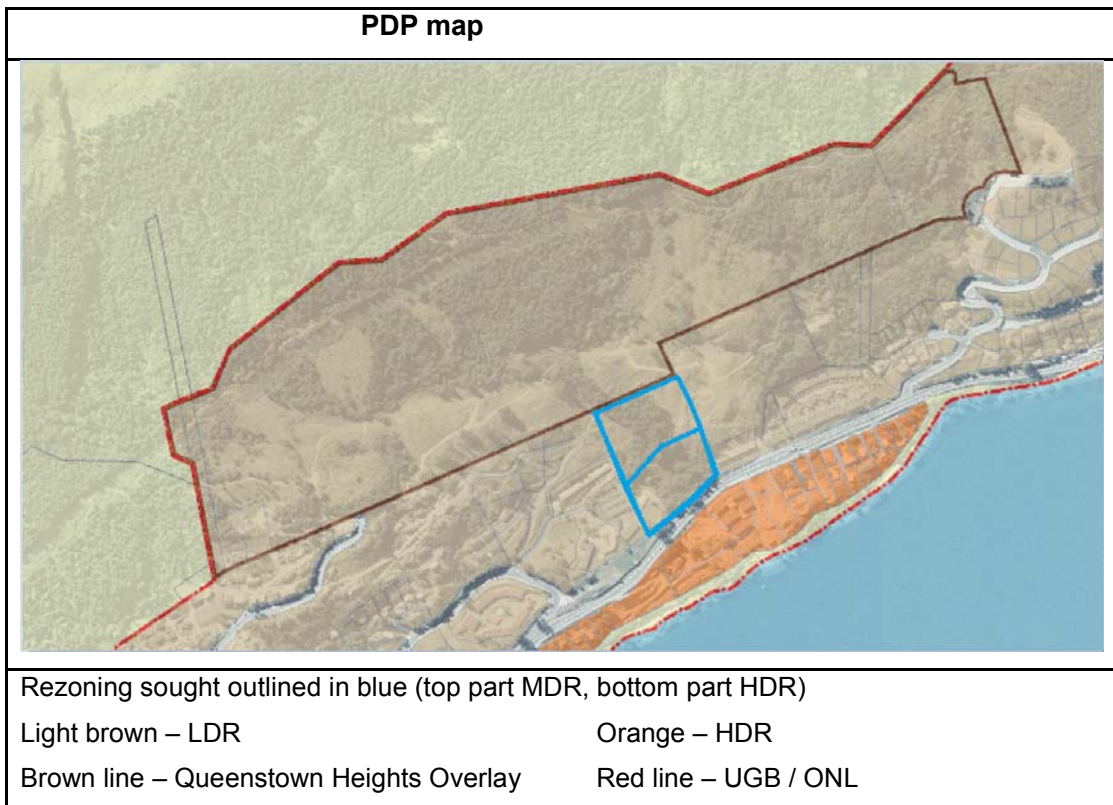 PDP map
Rezoning sought outlined in blue (top part MDR, bottom part HDR)
Light brown – LDR
Orange – HDR
Brown line – Queenstown Heights Overlay
Red line – UGB / ONL